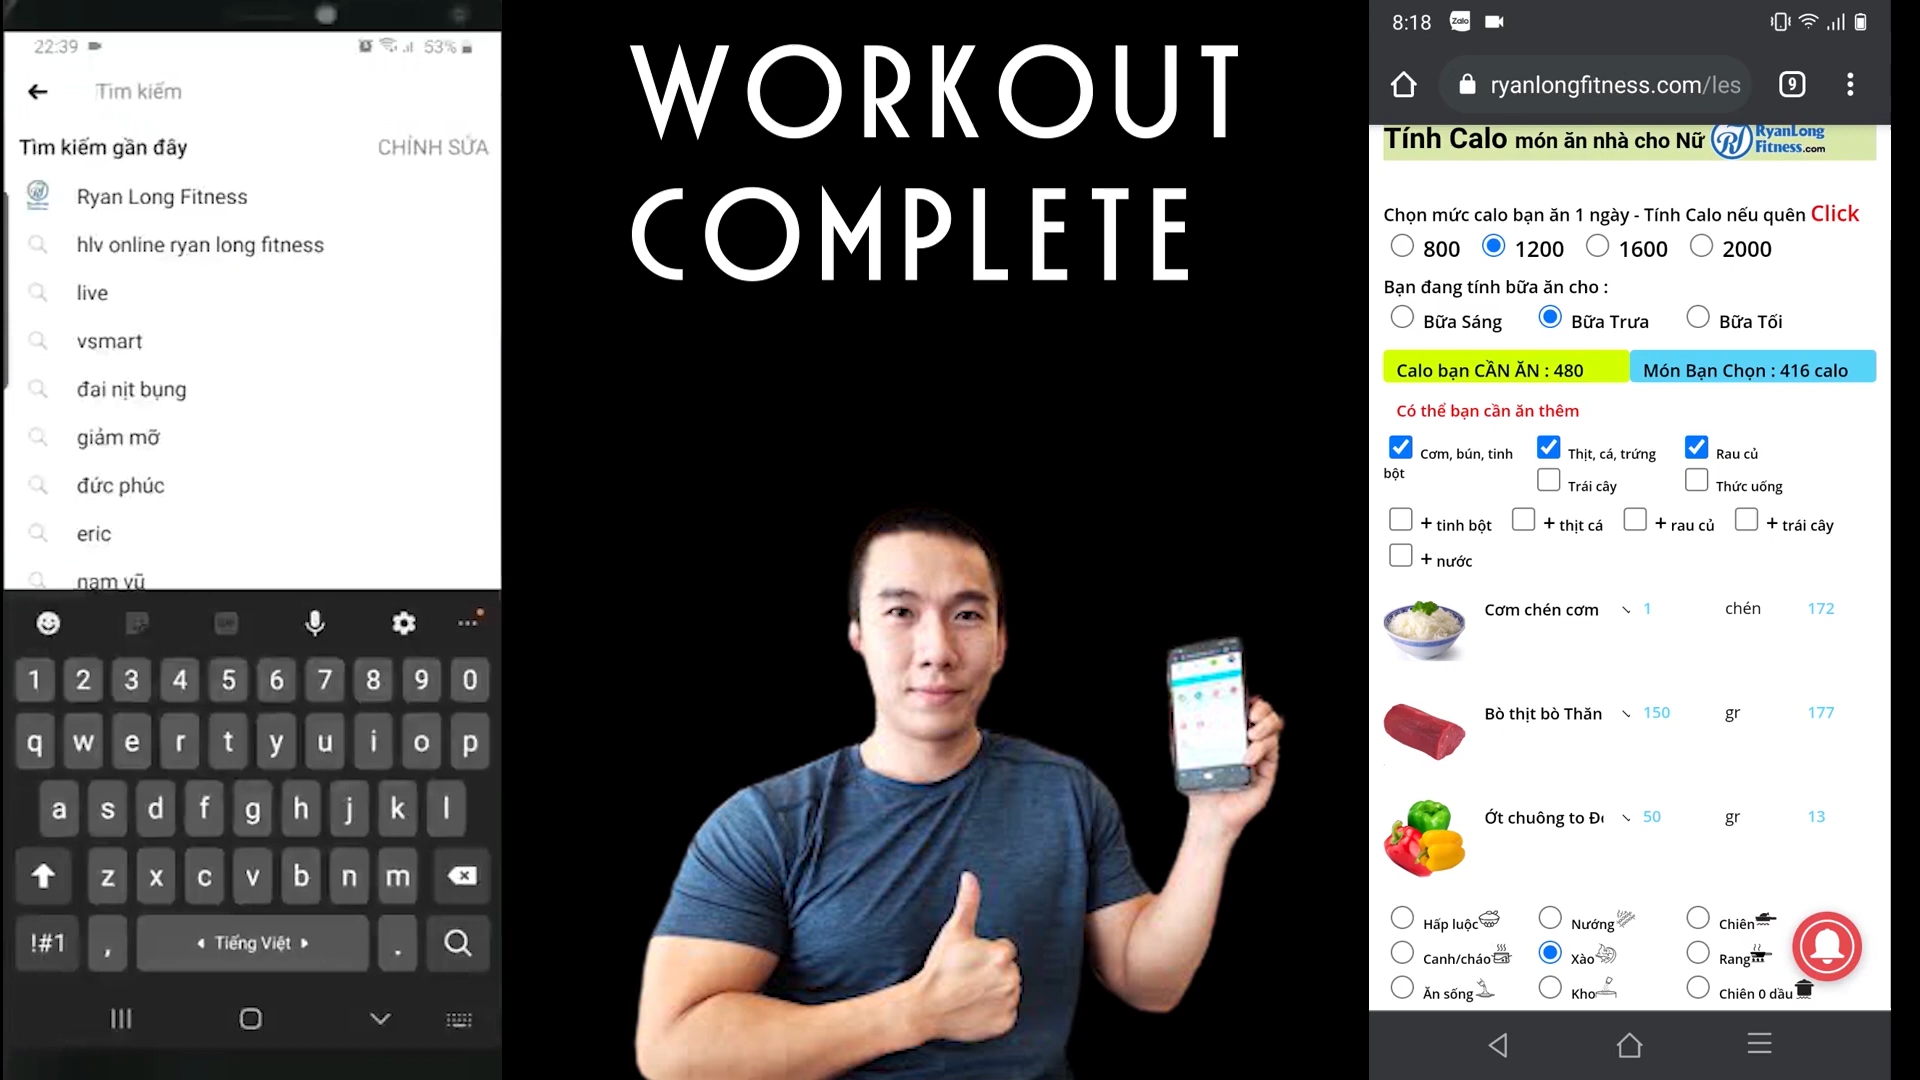 22:39
53%
Tìm kiếm
Tìm kiếm gần đây
CHỈNH SỬA
Ryan Long Fitness
hlv online ryan long fitness
live
vsmart
đai nịt bụng
giảm mỡ
đức phúc
eric
nam vũ
1 2 3 4 5 6 7 8 9 0
q w e r t y u i o p
a s d f g h j k l
z x c v b n m
!#1 , Tiếng Việt .
WORKOUT
COMPLETE
8:18 Zalo
ryanlongfitness.com/les 9
Tính Calo món ăn nhà cho Nữ
RyanLong
Fitness.com
Chọn mức calo bạn ăn 1 ngày - Tính Calo nếu quên Click
800 1200 1600 2000
Bạn đang tính bữa ăn cho :
Bữa Sáng Bữa Trưa Bữa Tối
Calo bạn CẦN ĂN : 480 Món Bạn Chọn : 416 calo
Có thể bạn cần ăn thêm
Cơm, bún, tinh bột Thịt, cá, trứng Rau củ
Trái cây Thức uống
+ tinh bột + thịt cá + rau củ + trái cây
+ nước
Cơm chén cơm 1 chén 172
Bò thịt bò Thăn 150 gr 177
Ớt chuông to 50 gr 13
Hấp luộc Nướng Chiên
Canh/cháo Xào Rang
Ăn sống Kho Chiên 0 dầu